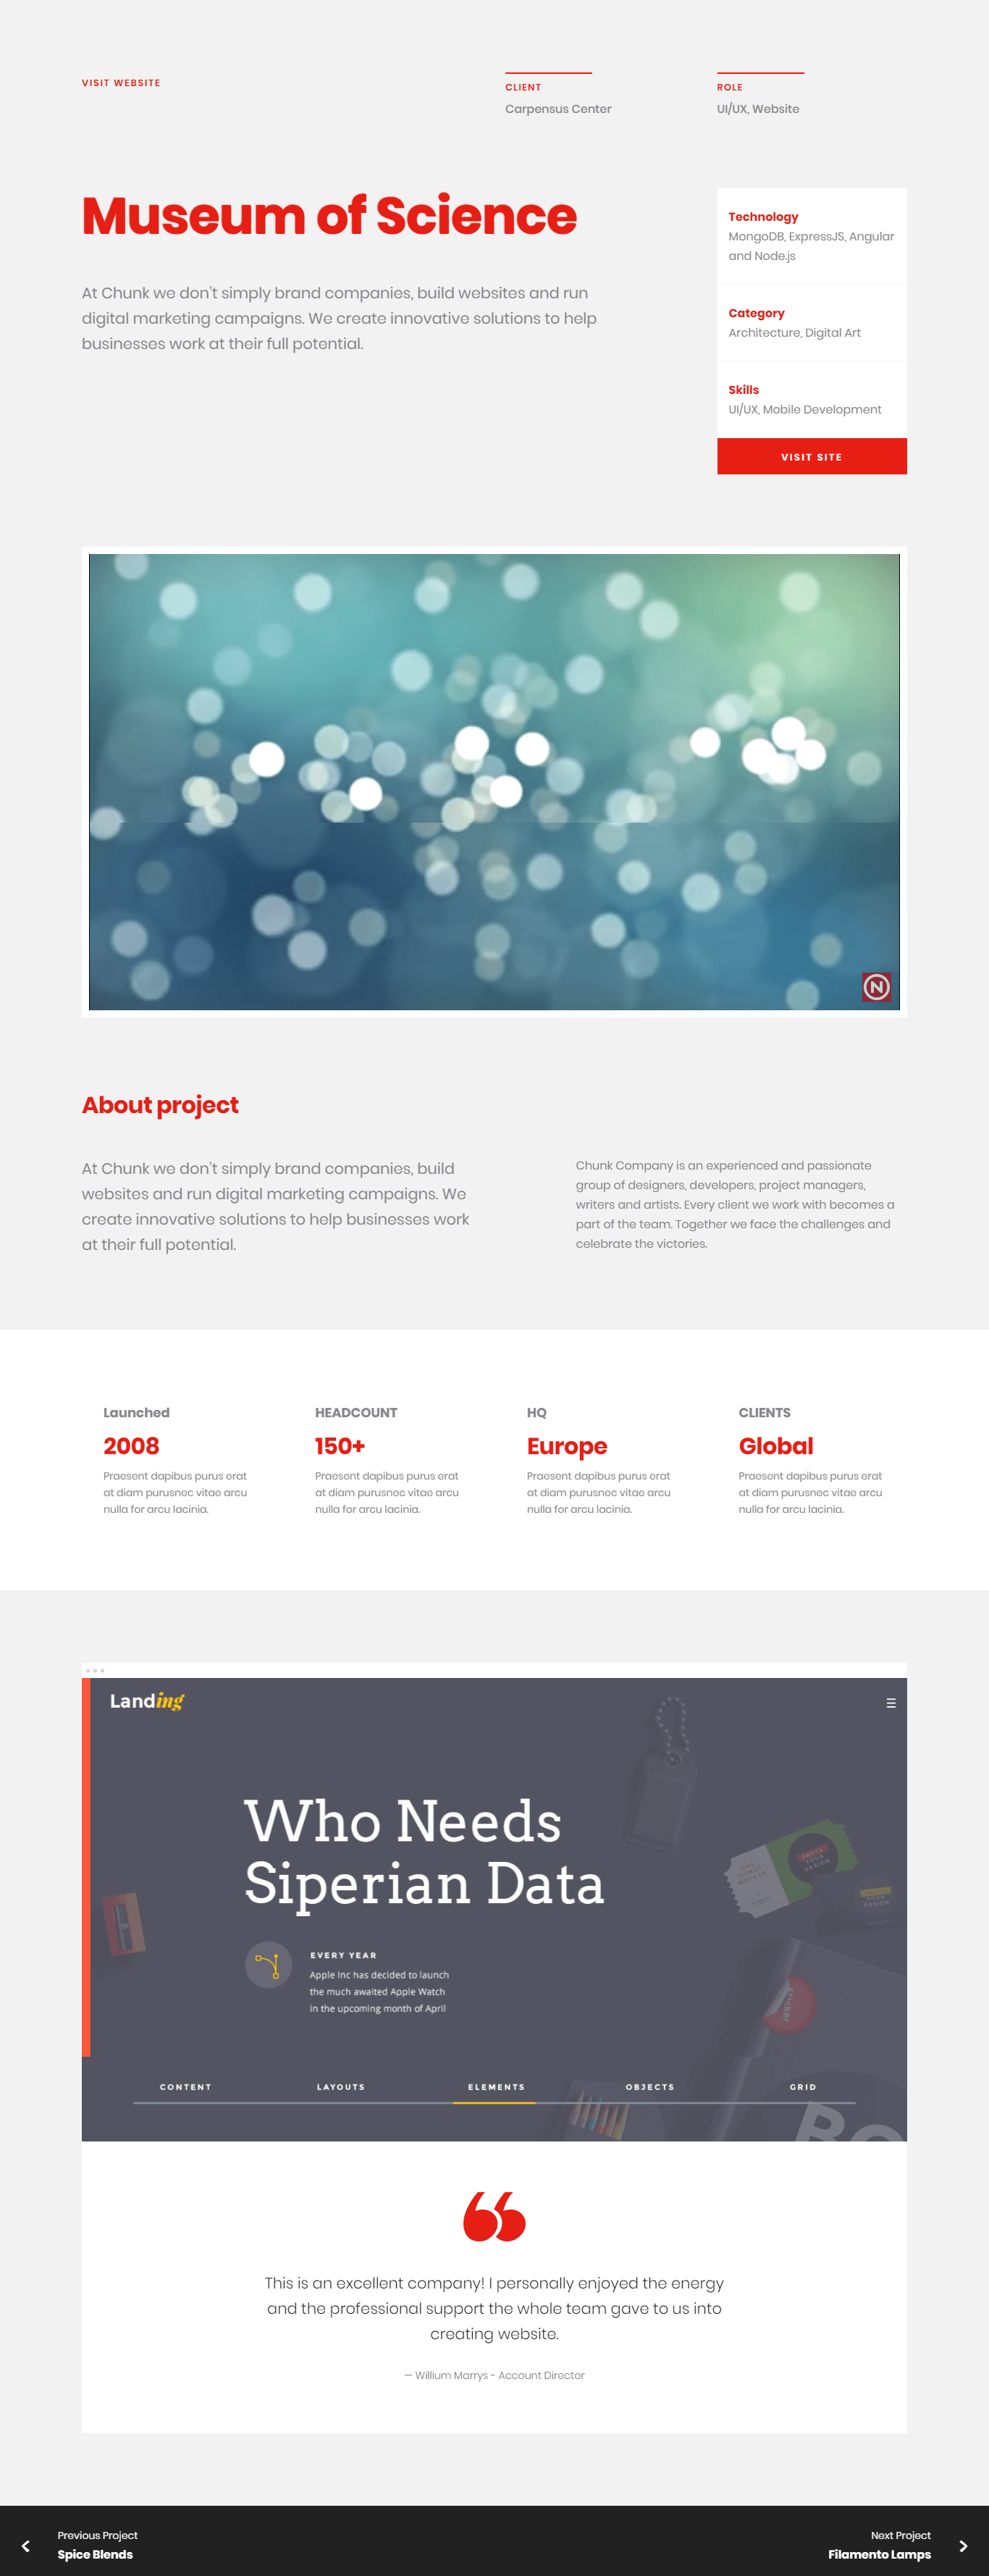 VISIT WEBSITE
CLIENT
Carpensus Center
ROLE
UI/UX, Website
Museum of Science
At Chunk we don't simply brand companies, build websites and run
digital marketing campaigns. We create innovative solutions to help
businesses work at their full potential.
Technology
MongoDB, ExpressJS, Angular
and Node.js
Category
Architecture, Digital Art
Skills
UI/UX, Mobile Development
VISIT SITE
N
About project
At Chunk we don't simply brand companies, build
websites and run digital marketing campaigns. We
create innovative solutions to help businesses work
at their full potential.
Chunk Company is an experienced and passionate
group of designers, developers, project managers,
writers and artists. Every client we work with becomes a
part of the team. Together we face the challenges and
celebrate the victories.
Launched
2008
Praesent dapibus purus erat
at diam purusnec vitae arcu
nulla for arcu lacinia.
HEADCOUNT
150+
Praesent dapibus purus erat
at diam purusnec vitae arcu
nulla for arcu lacinia.
HQ
Europe
Praesent dapibus purus erat
at diam purusnec vitae arcu
nulla for arcu lacinia.
CLIENTS
Global
Praesent dapibus purus erat
at diam purusnec vitae arcu
nulla for arcu lacinia.
Landing
Who Needs
Siperian Data
EVERY YEAR
Apple Inc has decided to launch
the much awaited Apple Watch
in the upcoming month of April
PASTE
YOUR
DESIGN
YOUR
DESIGN
sticker
CONTENT
LAYOUTS
ELEMENTS
OBJECTS
GRID
❝
This is an excellent company! I personally enjoyed the energy
and the professional support the whole team gave to us into
creating website.
— Willium Marrys - Account Director
Previous Project
Spice Blends
Next Project
Filamento Lamps